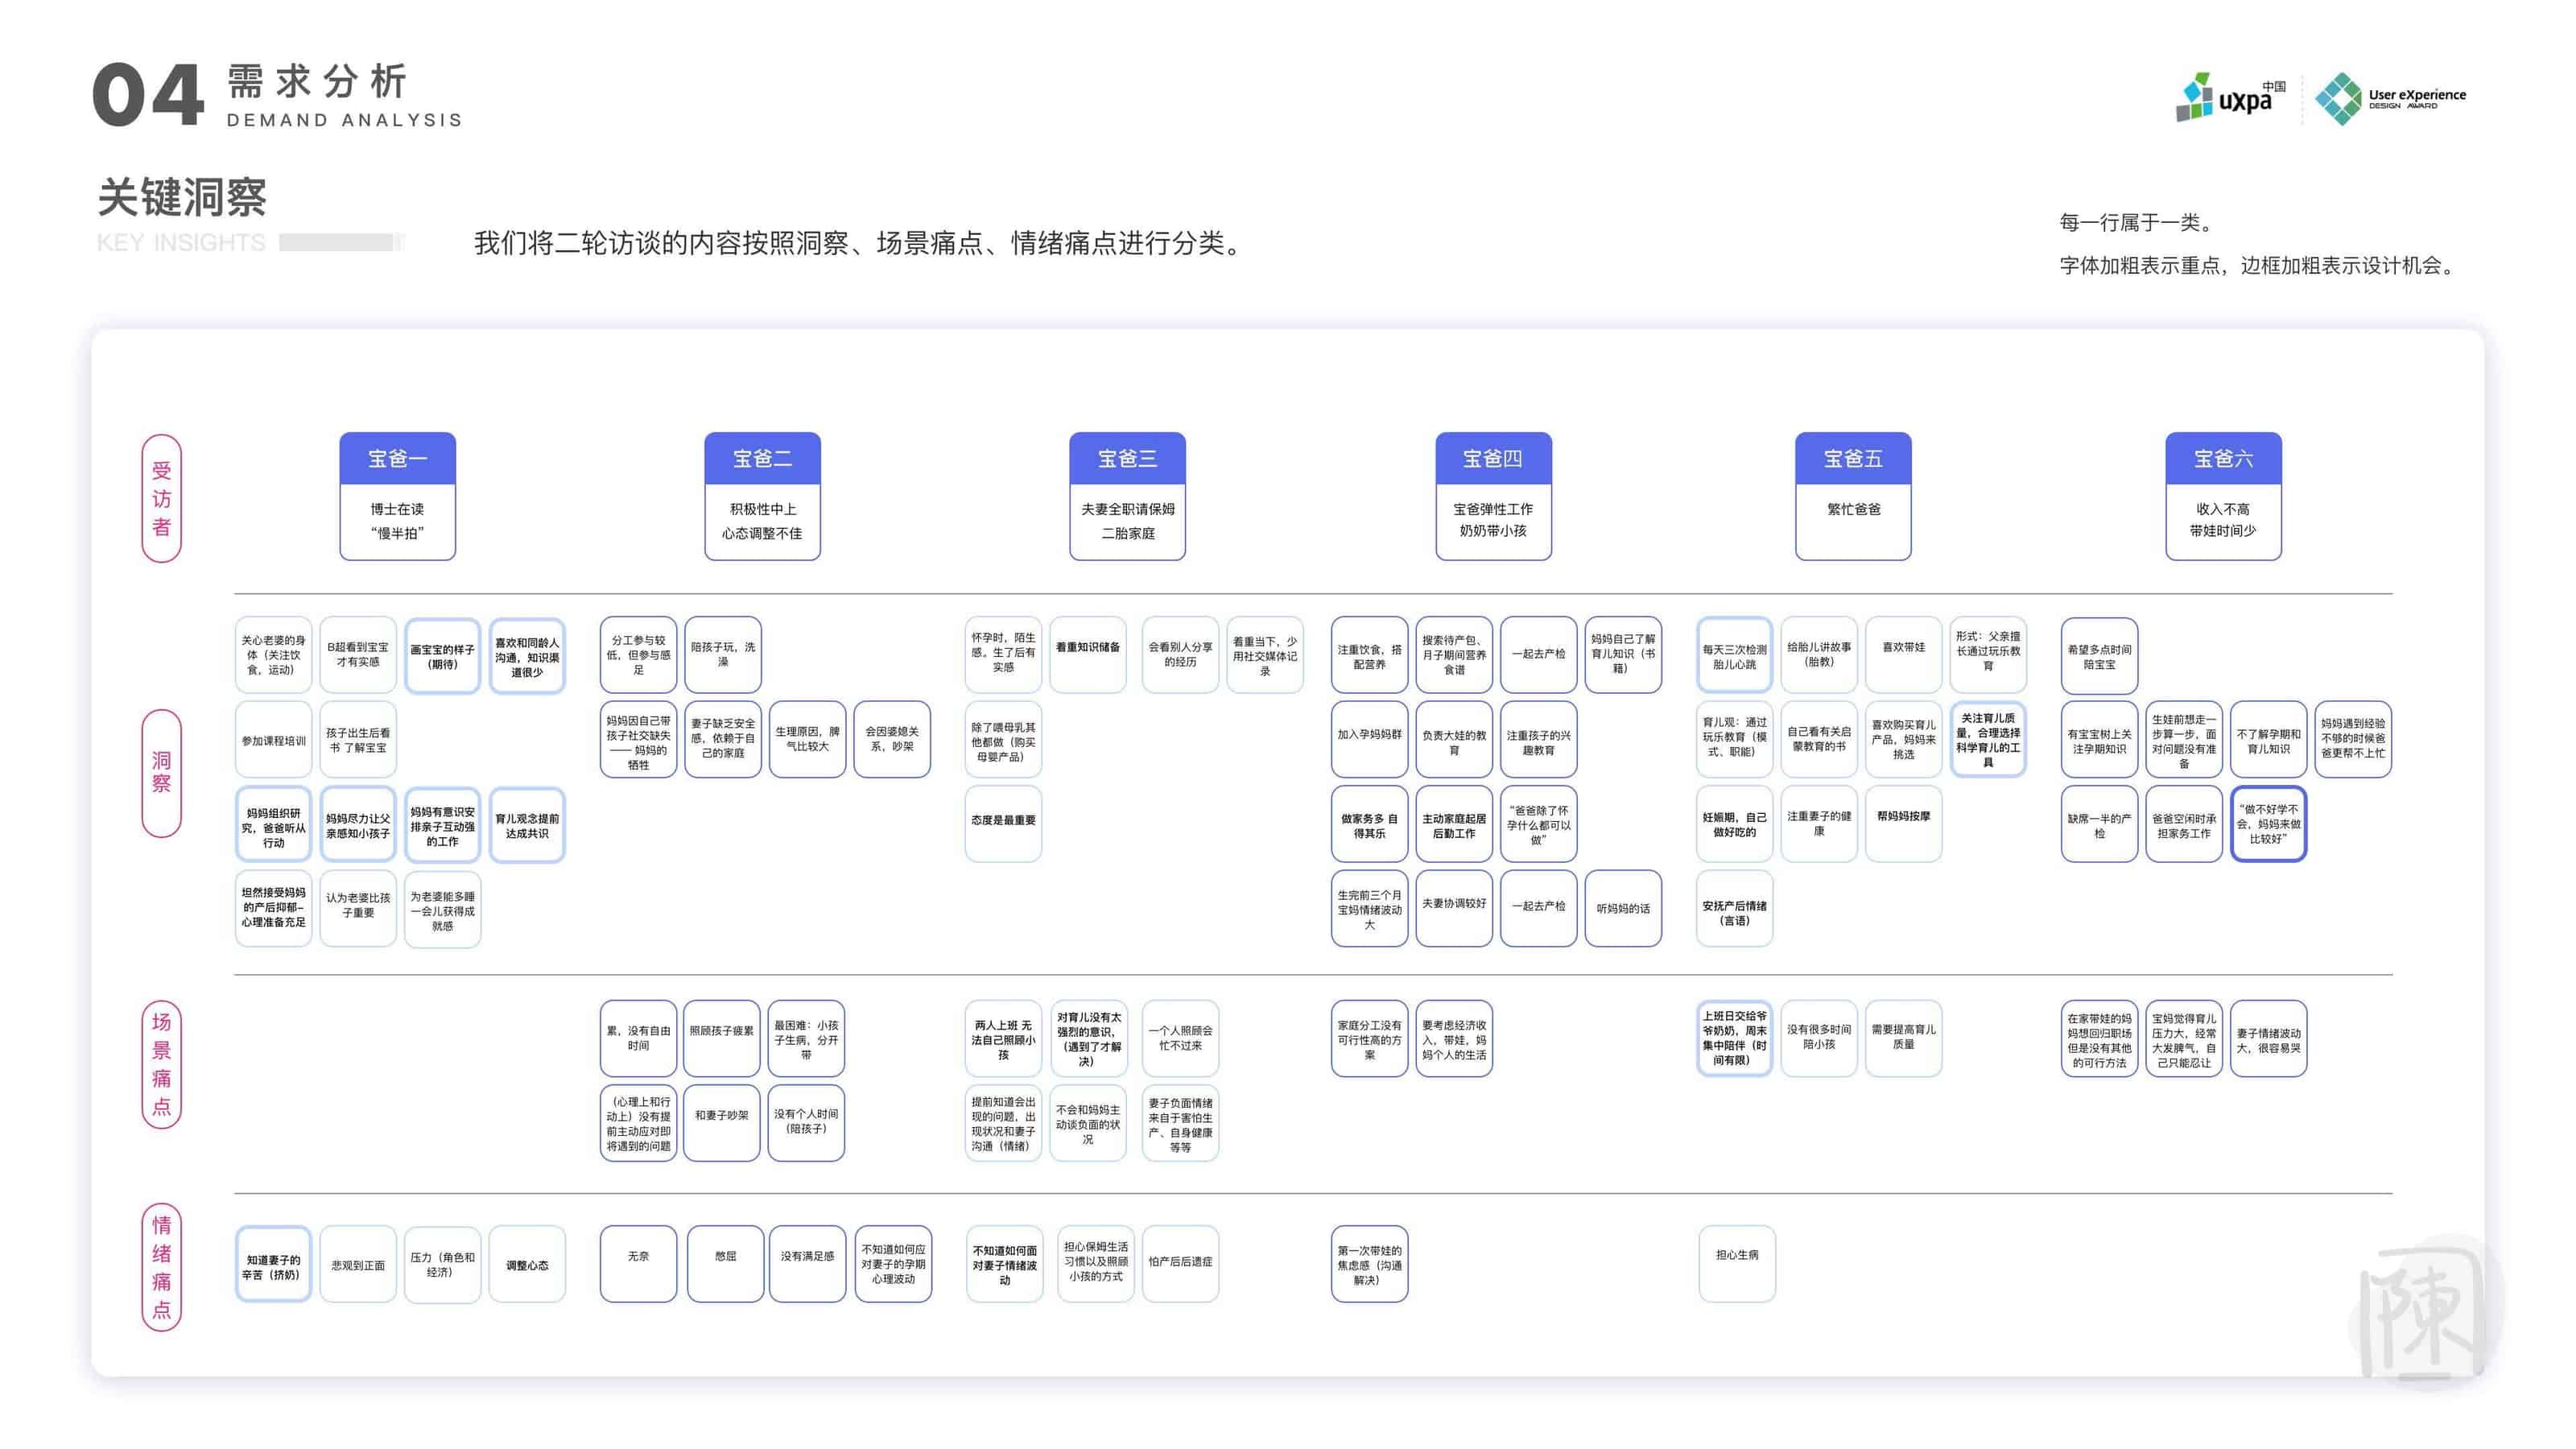 04 需求分析
DEMAND ANALYSIS
uxpa 中国
User eXperience
DESIGN AWARD
关键洞察
KEY INSIGHTS
我们将二轮访谈的内容按照洞察、场景痛点、情绪痛点进行分类。
每一行属于一类。
字体加粗表示重点，边框加粗表示设计机会。
受访者
宝爸一
博士在读
“慢半拍”
宝爸二
积极性中上
心态调整不佳
宝爸三
夫妻全职请保姆
二胎家庭
宝爸四
宝爸弹性工作
奶奶带小孩
宝爸五
繁忙爸爸
宝爸六
收入不高
带娃时间少
洞察
关心老婆的身
体（关注饮
食，运动）
B超看到宝宝
才有实感
画宝宝的样子
（期待）
喜欢和同龄人
沟通，知识渠
道很少
参加课程培训
孩子出生后看
书 了解宝宝
妈妈组织研
究，爸爸听从
行动
妈妈尽力让父
亲感知小孩子
妈妈有意识安
排亲子互动强
的工作
育儿观念提前
达成共识
坦然接受妈妈
的产后抑郁–
心理准备充足
认为老婆比孩
子重要
为老婆能多睡
一会儿获得成
就感
分工参与较
低，但参与感
足
陪孩子玩，洗
澡
妈妈因自己带
孩子社交缺失
—— 妈妈的
牺牲
妻子缺乏安全
感，依赖于自
己的家庭
生理原因，脾
气比较大
会因婆媳关
系，吵架
怀孕时，陌生
感。生了后有
实感
着重知识储备
会看别人分享
的经历
着重当下，少
用社交媒体记
录
除了喂母乳其
他都做（购买
母婴产品）
态度是最重要
注重饮食，搭
配营养
搜索待产包、
月子期间营养
食谱
一起去产检
妈妈自己了解
育儿知识（书
籍）
加入孕妈妈群
负责大娃的教
育
注重孩子的兴
趣教育
做家务多 自
得其乐
主动家庭起居
后勤工作
“爸爸除了怀
孕什么都可以
做”
生完前三个月
宝妈情绪波动
大
夫妻协调较好
一起去产检
听妈妈的话
每天三次检测
胎儿心跳
给胎儿讲故事
（胎教）
喜欢带娃
形式：父亲擅
长通过玩乐教
育
育儿观：通过
玩乐教育（模
式、职能）
自己看有关启
蒙教育的书
喜欢购买育儿
产品，妈妈来
挑选
关注育儿质
量，合理选择
科学育儿的工
具
妊娠期，自己
做好吃的
注重妻子的健
康
帮妈妈按摩
安抚产后情绪
（言语）
希望多点时间
陪宝宝
有宝宝树上关
注孕期知识
生娃前想走一
步算一步，面
对问题没有准
备
不了解孕期和
育儿知识
妈妈遇到经验
不够的时候爸
爸更帮不上忙
缺席一半的产
检
爸爸空闲时承
担家务工作
“做不好学不
会，妈妈来做
比较好”
场景痛点
累，没有自由
时间
照顾孩子疲累
最困难：小孩
子生病，分开
带
（心理上和行
动上）没有提
前主动应对即
将遇到的问题
和妻子吵架
没有个人时间
（陪孩子）
两人上班 无
法自己照顾小
孩
对育儿没有太
强烈的意识，
（遇到了才解
决）
一个人照顾会
忙不过来
提前知道会出
现的问题，出
现状况和妻子
沟通（情绪）
不会和妈妈主
动谈负面的状
况
妻子负面情绪
来自于害怕生
产、自身健康
等等
家庭分工没有
可行性高的方
案
要考虑经济收
入，带娃，妈
妈个人的生活
上班日交给爷
爷奶奶，周末
集中陪伴（时
间有限）
没有很多时间
陪小孩
需要提高育儿
质量
在家带娃的妈
妈想回归职场
但是没有其他
的可行方法
宝妈觉得育儿
压力大，经常
大发脾气，自
己只能忍让
妻子情绪波动
大，很容易哭
情绪痛点
知道妻子的
辛苦（挤奶）
悲观到正面
压力（角色和
经济）
调整心态
无奈
憋屈
没有满足感
不知道如何应
对妻子的孕期
心理波动
不知道如何面
对妻子情绪波
动
担心保姆生活
习惯以及照顾
小孩的方式
怕产后后遗症
第一次带娃的
焦虑感（沟通
解决）
担心生病
陳